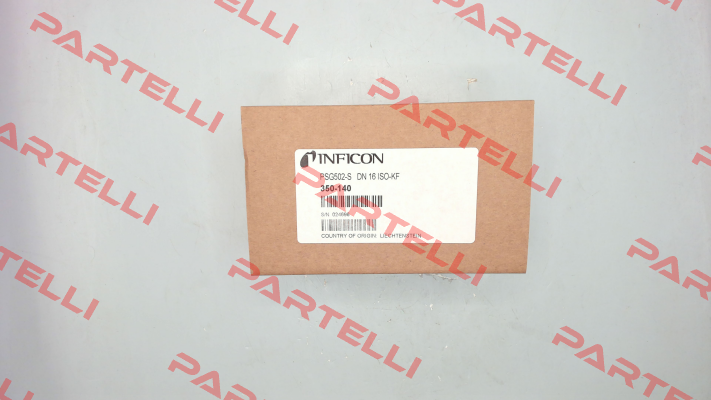 PARTELLI
PARTELLI
PARTELLI
PARTELLI
INFICON
PSG502-S DN 16 ISO-KF
350-140
S/N:
COUNTRY OF ORIGIN: LIECHTENSTEIN
PARTELLI
PARTELLI
PARTELLI
PARTELLI
PARTELLI